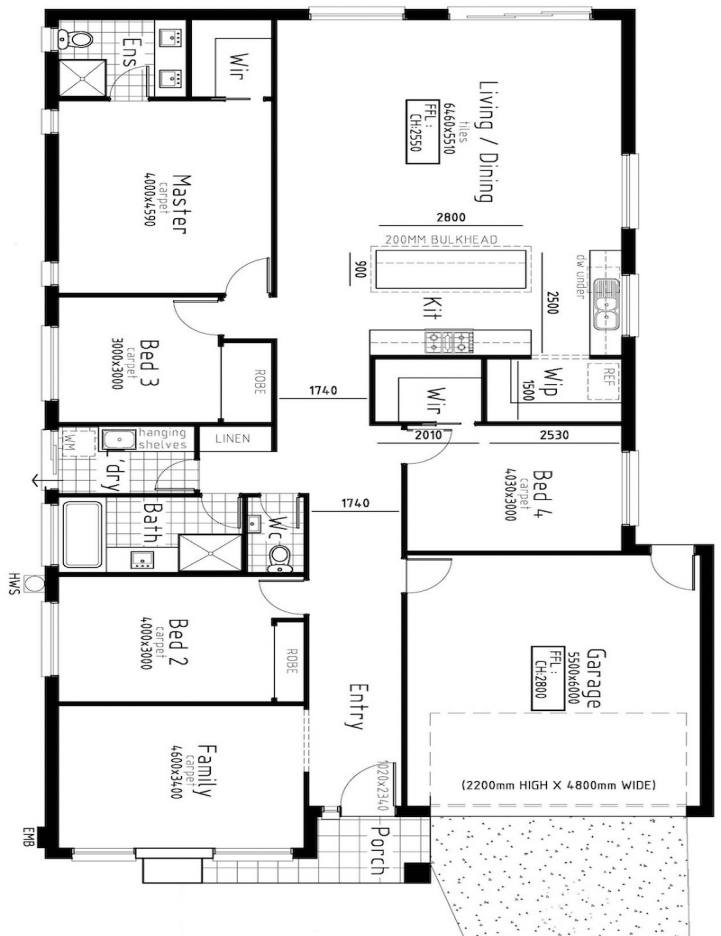 Ens
Wir
Living / Dining
tiles
6460x5510
FFL :
CH:2550
Master
carpet
4000x4590
2800
200MM BULKHEAD
900
2500
dw under
Kit
Bed 3
carpet
3000x3000
ROBE
1740
Wir
Wip
1500
REF
2010
2530
hanging
shelves
LINEN
WM
L'dry
Bed 4
carpet
4030x3000
Bath
Wc
1740
HWS
Bed 2
carpet
4000x3000
ROBE
Entry
Garage
5500x6000
FFL :
CH:2800
Family
carpet
4600x3400
1020x2340
(2200mm HIGH X 4800mm WIDE)
EMB
Porch